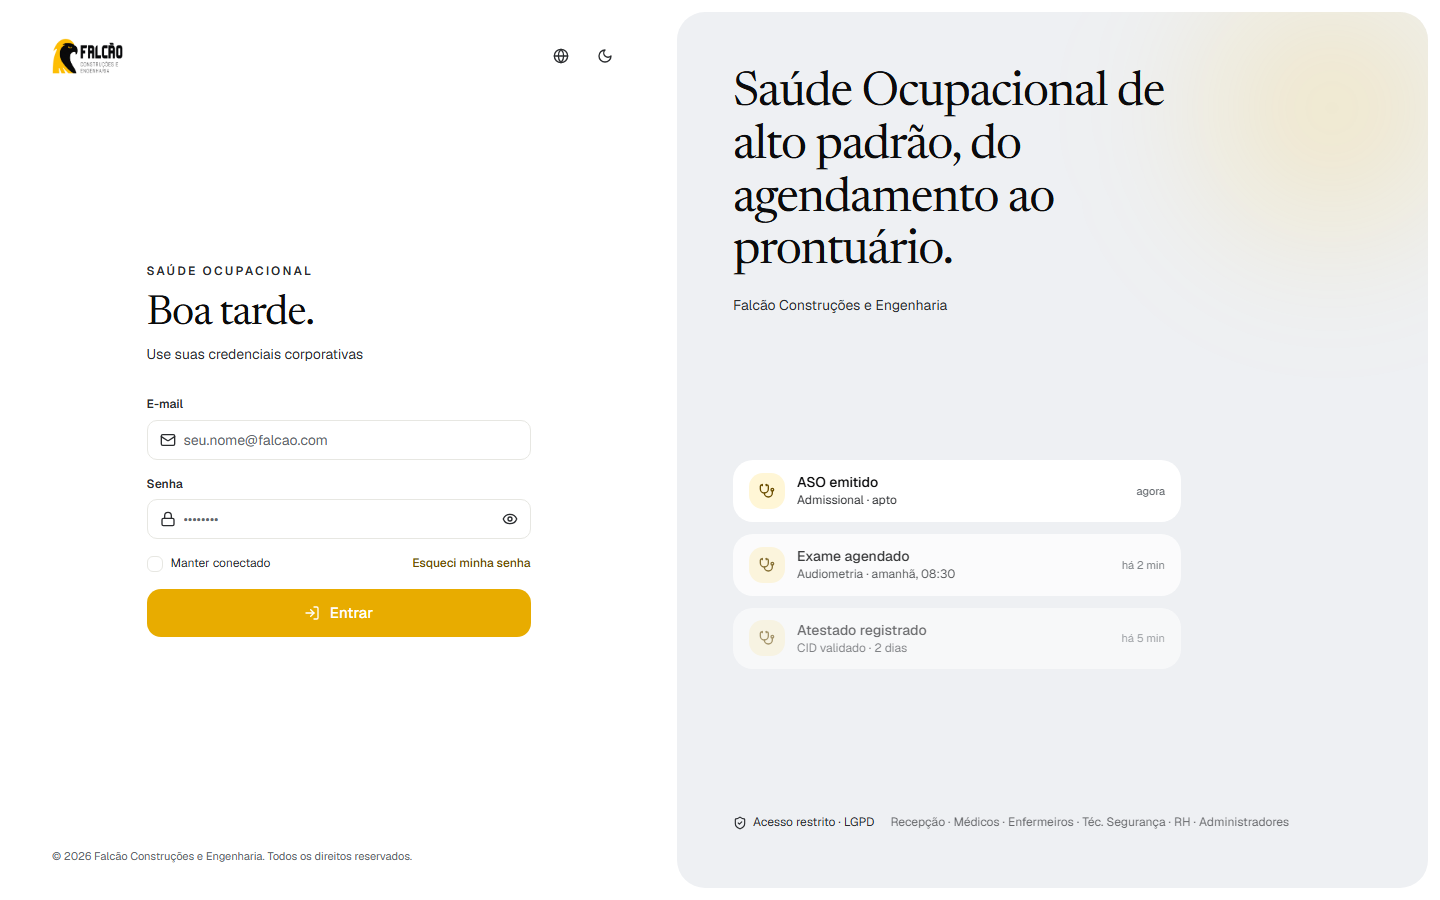 FALCÃO
CONSTRUÇÕES E
ENGENHARIA
SAÚDE OCUPACIONAL
Boa tarde.
Use suas credenciais corporativas
E-mail
seu.nome@falcao.com
Senha
••••••••
Manter conectado
Esqueci minha senha
Entrar
© 2026 Falcão Construções e Engenharia. Todos os direitos reservados.
Saúde Ocupacional de
alto padrão, do
agendamento ao
prontuário.
Falcão Construções e Engenharia
ASO emitido
Admissional · apto
agora
Exame agendado
Audiometria · amanhã, 08:30
há 2 min
Atestado registrado
CID validado · 2 dias
há 5 min
Acesso restrito · LGPD
Recepção · Médicos · Enfermeiros · Téc. Segurança · RH · Administradores